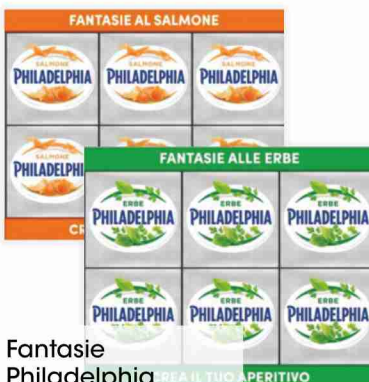 FANTASIE AL SALMONE
SALMONE SALMONE SALMONE
PHILADELPHIA PHILADELPHIA PHILADELPHIA
SALMONE
PHILADELPHI
CR
FANTASIE ALLE ERBE
ERBE ERBE ERBE
PHILADELPHIA PHILADELPHIA PHILADELPHIA
ERBE ERBE ERBE
PHILADELPHIA PHILADELPHIA PHILADELPHIA
CREA IL TUO APERITIVO
Fantasie
Philadelphia